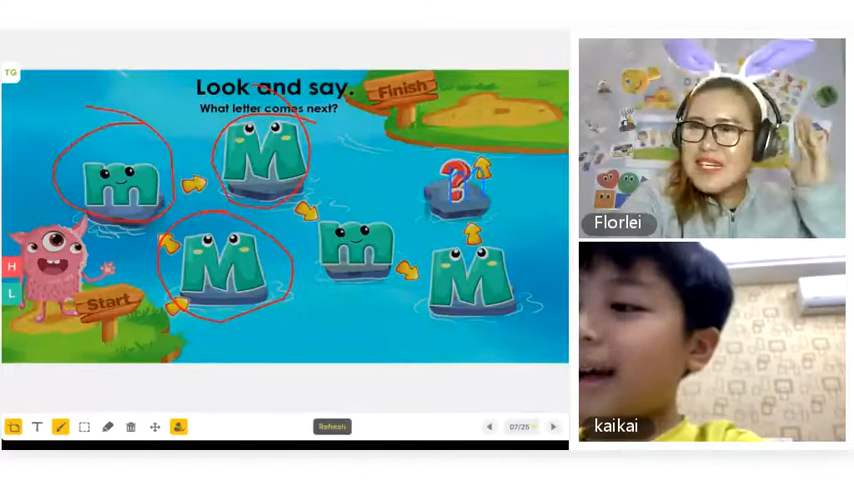 TG
Look and say.
What letter comes next?
Finish
m
M
?
M
m
M
H
L
Start
T
Refresh
07/25
Florlei
kaikai